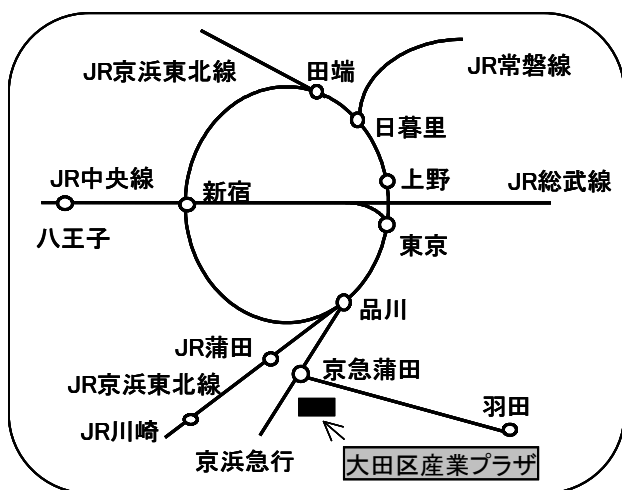 JR京浜東北線
田端
JR常磐線
日暮里
JR中央線
新宿
上野
JR総武線
八王子
東京
品川
JR蒲田
京急蒲田
JR京浜東北線
羽田
JR川崎
京浜急行
大田区産業プラザ